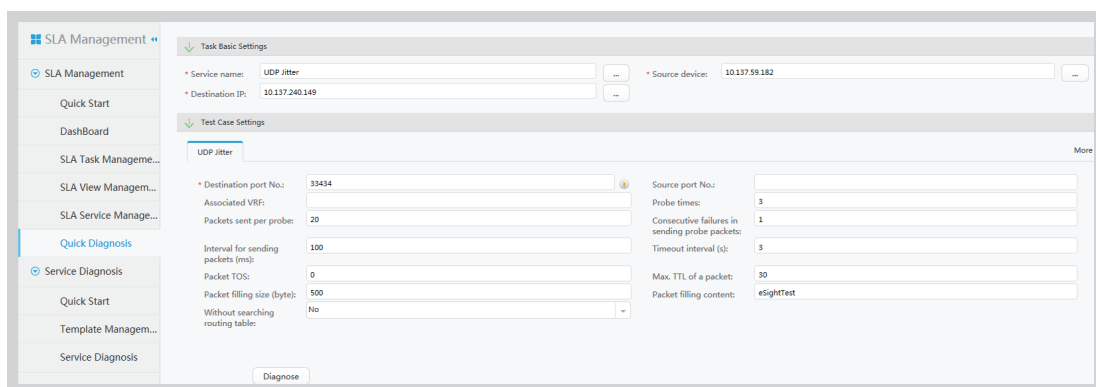 SLA Management
SLA Management
Quick Start
DashBoard
SLA Task Manageme...
SLA View Managem...
SLA Service Manage...
Quick Diagnosis
Service Diagnosis
Quick Start
Template Managem...
Service Diagnosis
Task Basic Settings
* Service name: UDP Jitter ... * Source device: 10.137.59.182 ...
* Destination IP: 10.137.240.149 ...
Test Case Settings
UDP Jitter More
* Destination port No.: 33434 Source port No.:
Associated VRF: Probe times: 3
Packets sent per probe: 20 Consecutive failures in 1
sending probe packets:
Interval for sending 100 Timeout interval (s): 3
packets (ms):
Packet TOS: 0 Max. TTL of a packet: 30
Packet filling size (byte): 500 Packet filling content: eSightTest
Without searching No
routing table:
Diagnose